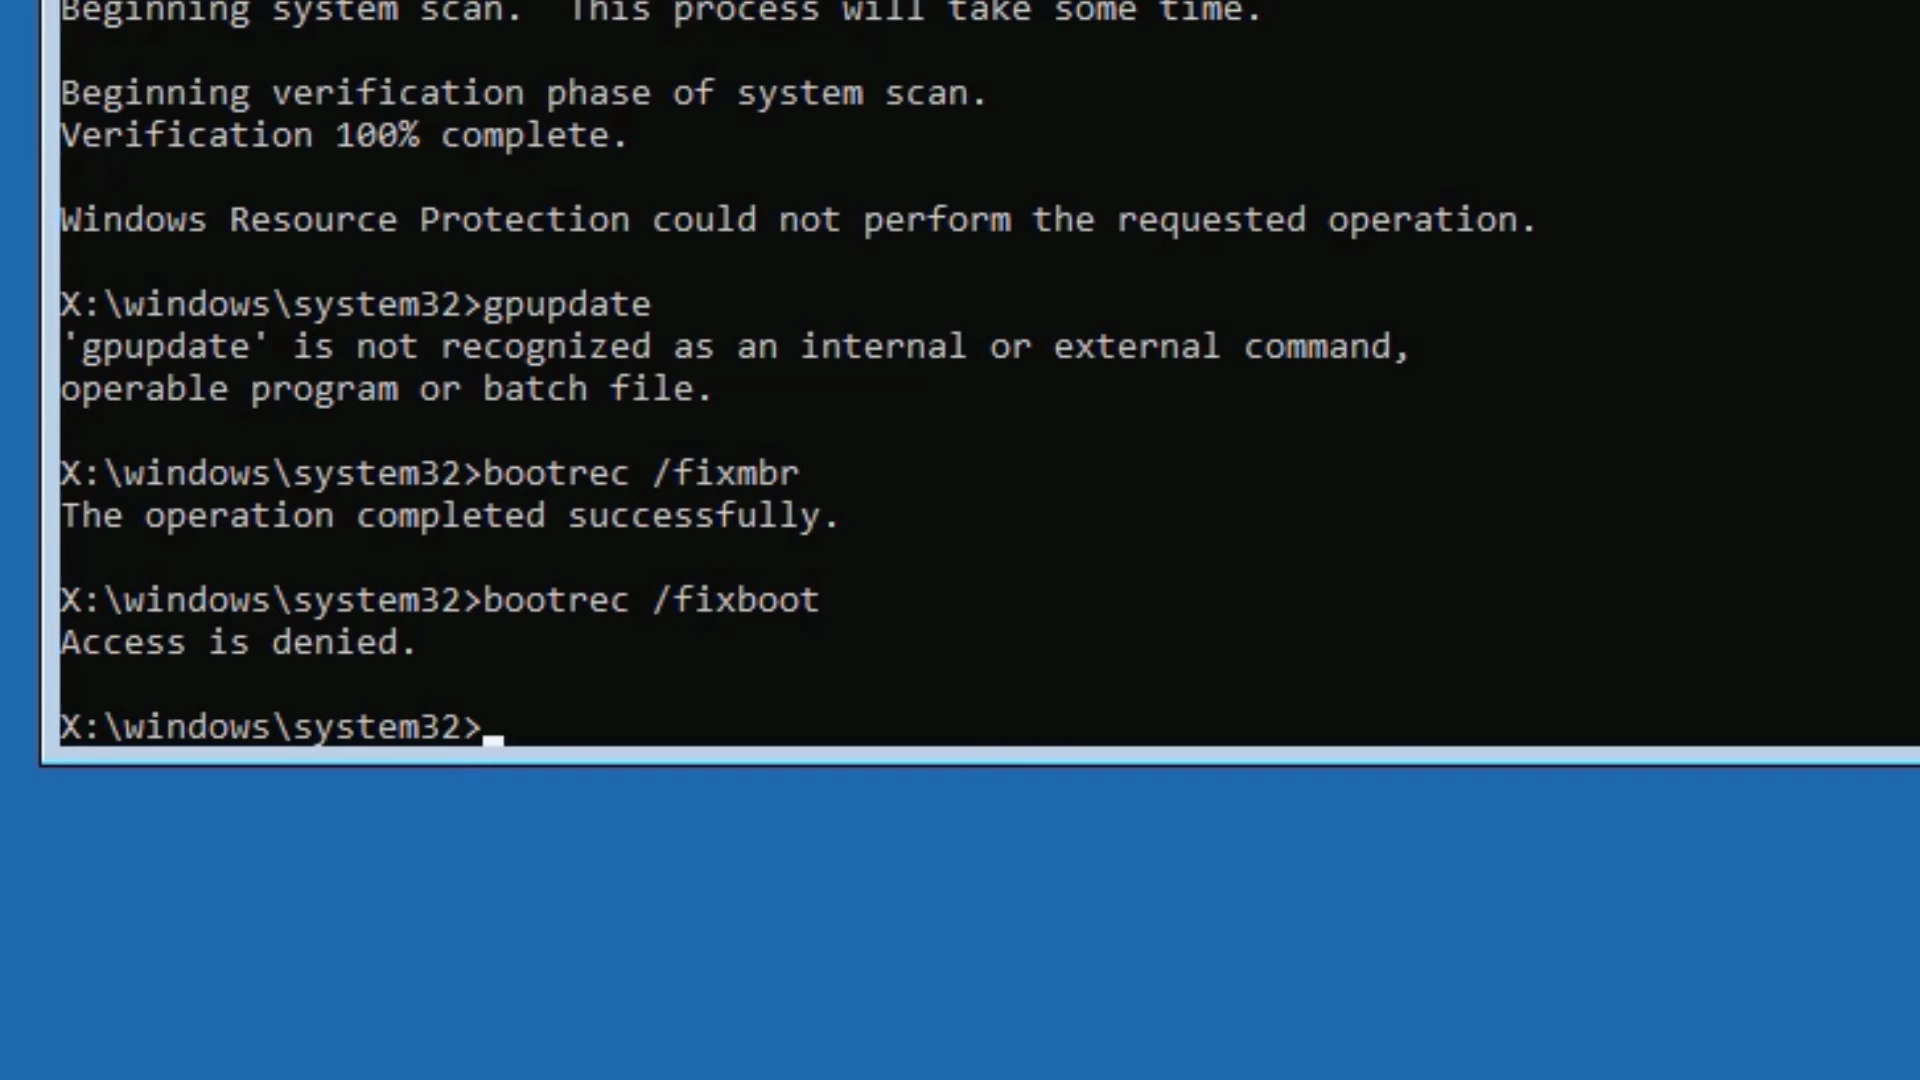 Beginning system scan.  This process will take some time.
Beginning verification phase of system scan.
Verification 100% complete.
Windows Resource Protection could not perform the requested operation.
X:\windows\system32>gpupdate
'gpupdate' is not recognized as an internal or external command,
operable program or batch file.
X:\windows\system32>bootrec /fixmbr
The operation completed successfully.
X:\windows\system32>bootrec /fixboot
Access is denied.
X:\windows\system32>